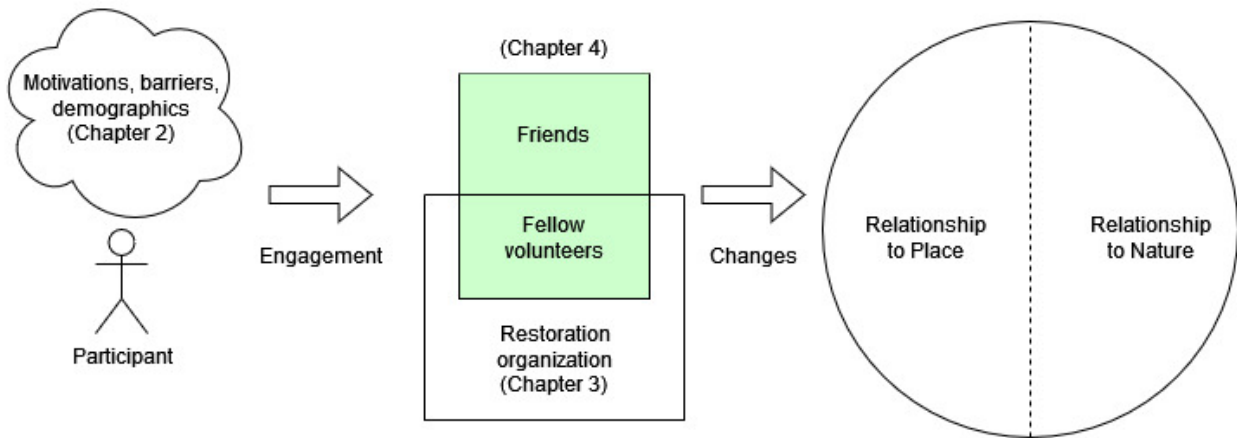 Motivations, barriers,
demographics
(Chapter 2)
Participant
Engagement
(Chapter 4)
Friends
Fellow
volunteers
Restoration
organization
(Chapter 3)
Changes
Relationship
to Place
Relationship
to Nature